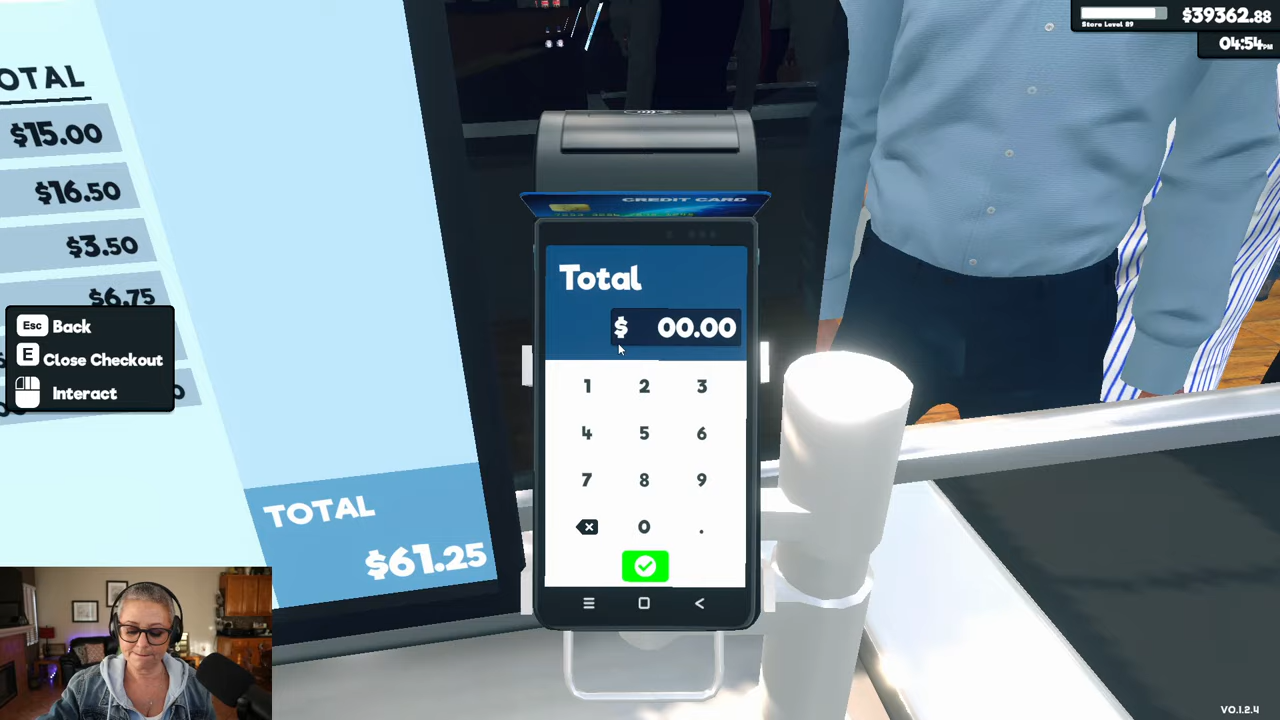 OTAL
$15.00
$16.50
$3.50
$6.75
Esc Back
E Close Checkout
Interact
TOTAL
$61.25
CREDIT CARD
Total
$ 00.00
1 2 3
4 5 6
7 8 9
0 .
Store Level 89
$39362.88
04:54PM
V0.1.2.4